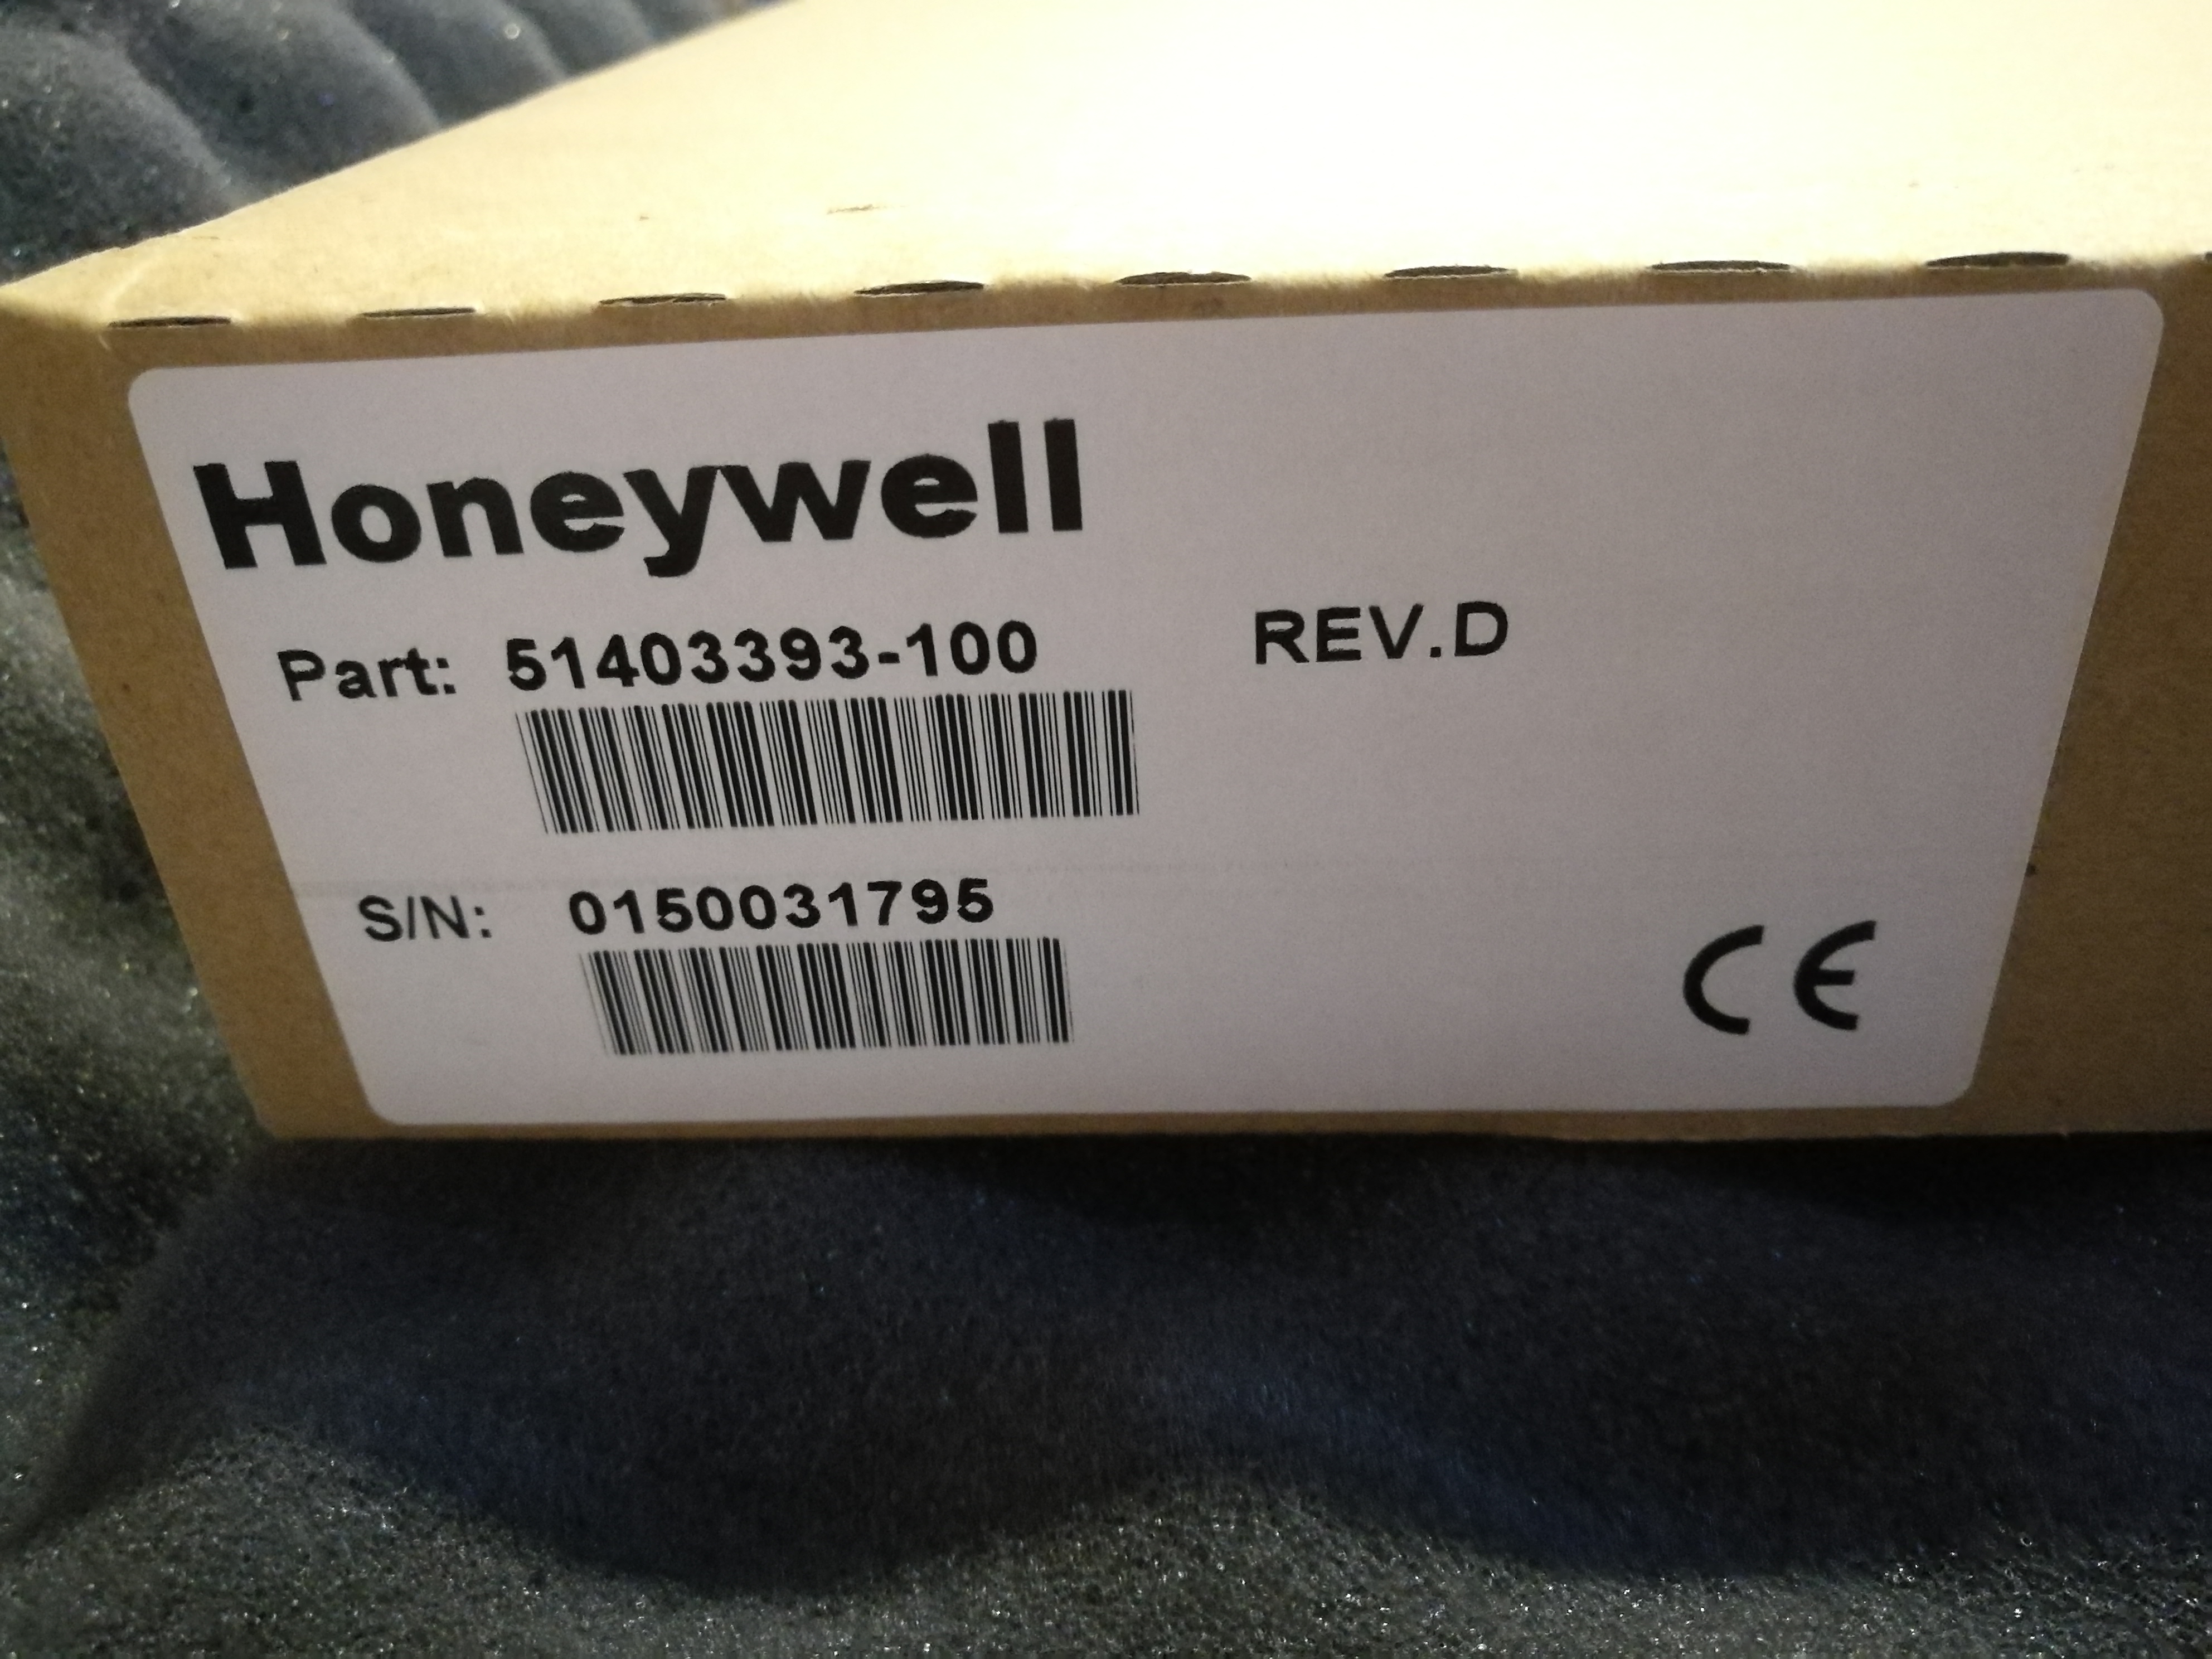 Honeywell
Part: 51403393-100 REV.D
S/N: 0150031795
CE